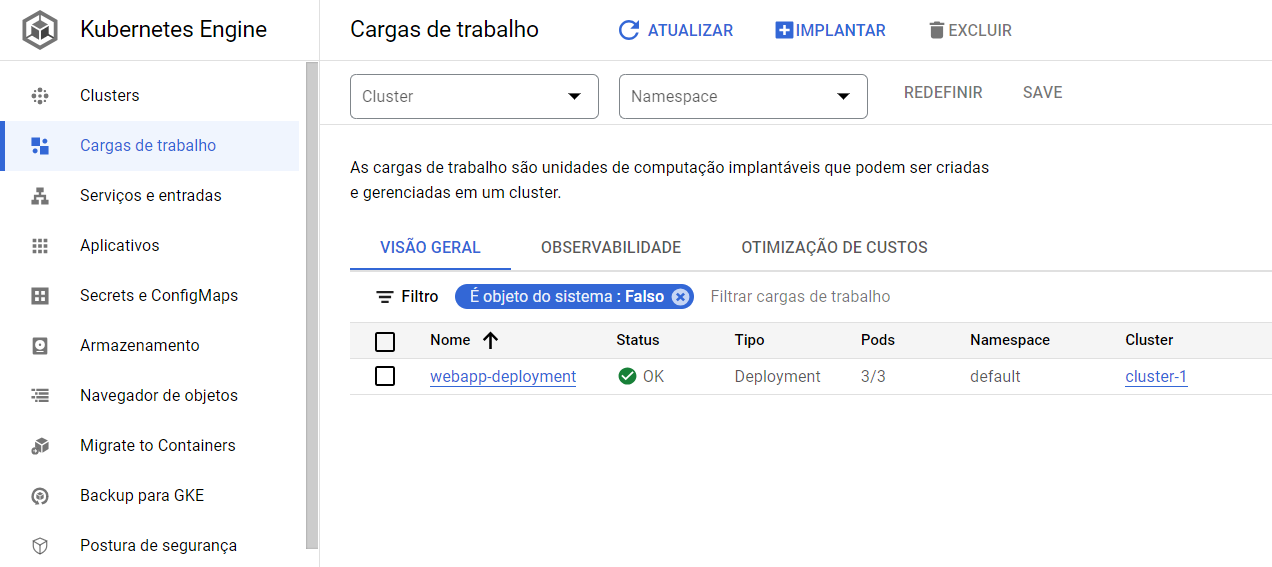 Kubernetes Engine
Cargas de trabalho
ATUALIZAR
IMPLANTAR
EXCLUIR
Clusters
Cargas de trabalho
Serviços e entradas
Aplicativos
Secrets e ConfigMaps
Armazenamento
Navegador de objetos
Migrate to Containers
Backup para GKE
Postura de segurança
Cluster
Namespace
REDEFINIR
SAVE
As cargas de trabalho são unidades de computação implantáveis que podem ser criadas
e gerenciadas em um cluster.
VISÃO GERAL
OBSERVABILIDADE
OTIMIZAÇÃO DE CUSTOS
Filtro
É objeto do sistema : Falso
Filtrar cargas de trabalho
Nome Status Tipo Pods Namespace Cluster
webapp-deployment OK Deployment 3/3 default cluster-1